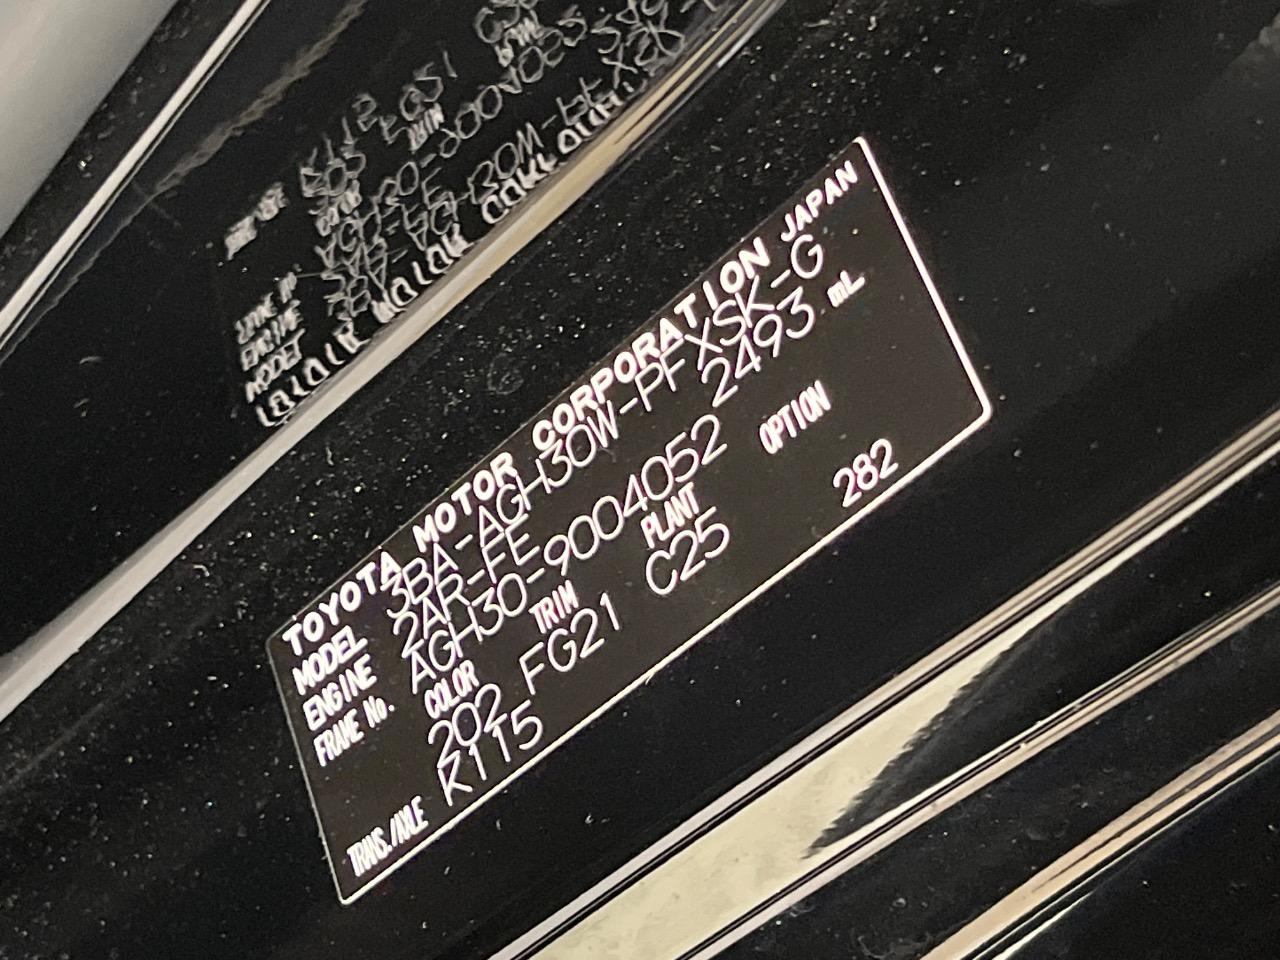 TOYOTA MOTOR CORPORATION JAPAN
MODEL 3BA-AGH30W-PFXSK-G
ENGINE 2AR-FE 2493 mL
FRAME No. AGH30-9004052
COLOR TRIM PLANT OPTION
202 FG21 C25 282
TRANS./AXLE K115